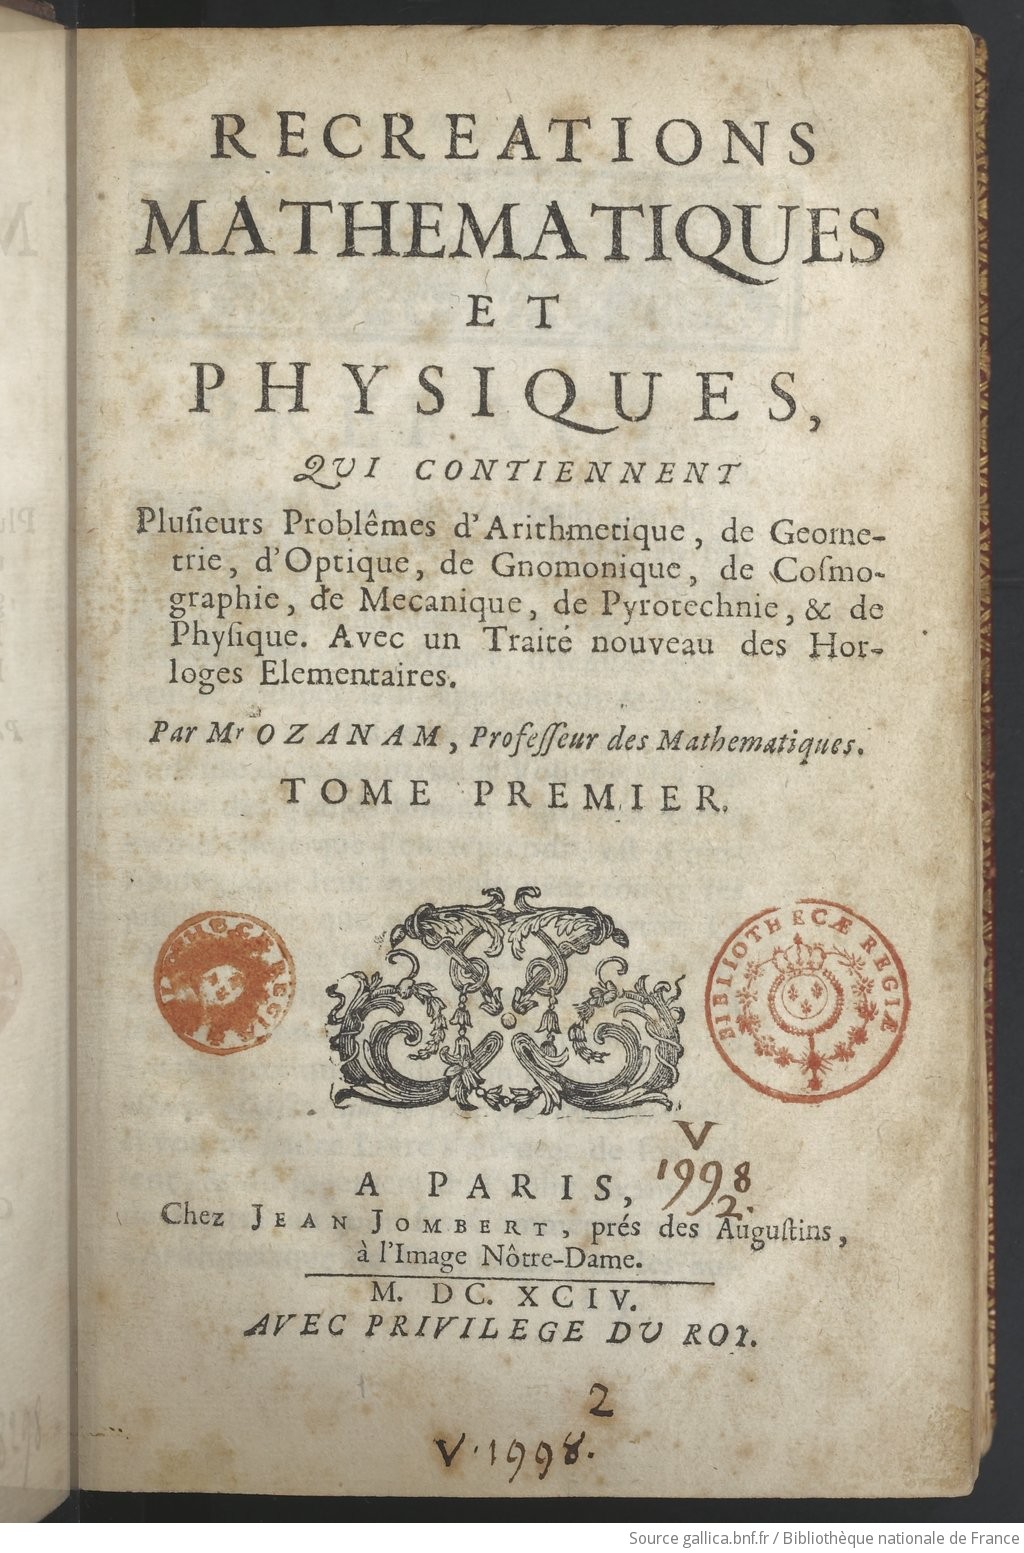 RECREATIONS
MATHEMATIQUES
ET
PHYSIQUES,
QUI CONTIENNENT
Pluſieurs Problêmes d'Arithmetique, de Geome-
trie, d'Optique, de Gnomonique, de Coſmo-
graphie, de Mecanique, de Pyrotechnie, & de
Phyſique. Avec un Traité nouveau des Hor-
loges Elementaires.
Par Mr OZANAM, Profeſſeur des Mathematiques.
TOME PREMIER.
BIBLIOTHECÆ REGIÆ
V
1998
2.
A PARIS,
Chez JEAN JOMBERT, prés des Auguſtins,
à l'Image Nôtre-Dame.
M. DC. XCIV.
AVEC PRIVILEGE DU ROY.
2
V. 1998.
Source gallica.bnf.fr / Bibliothèque nationale de France